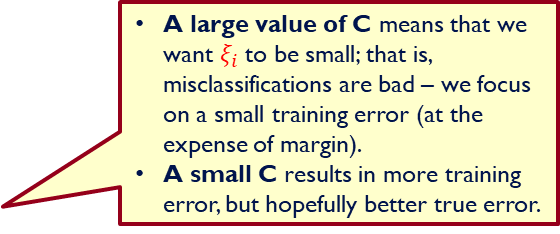 • A large value of C means that we
want ξᵢ to be small; that is,
misclassifications are bad – we focus
on a small training error (at the
expense of margin).
• A small C results in more training
error, but hopefully better true error.